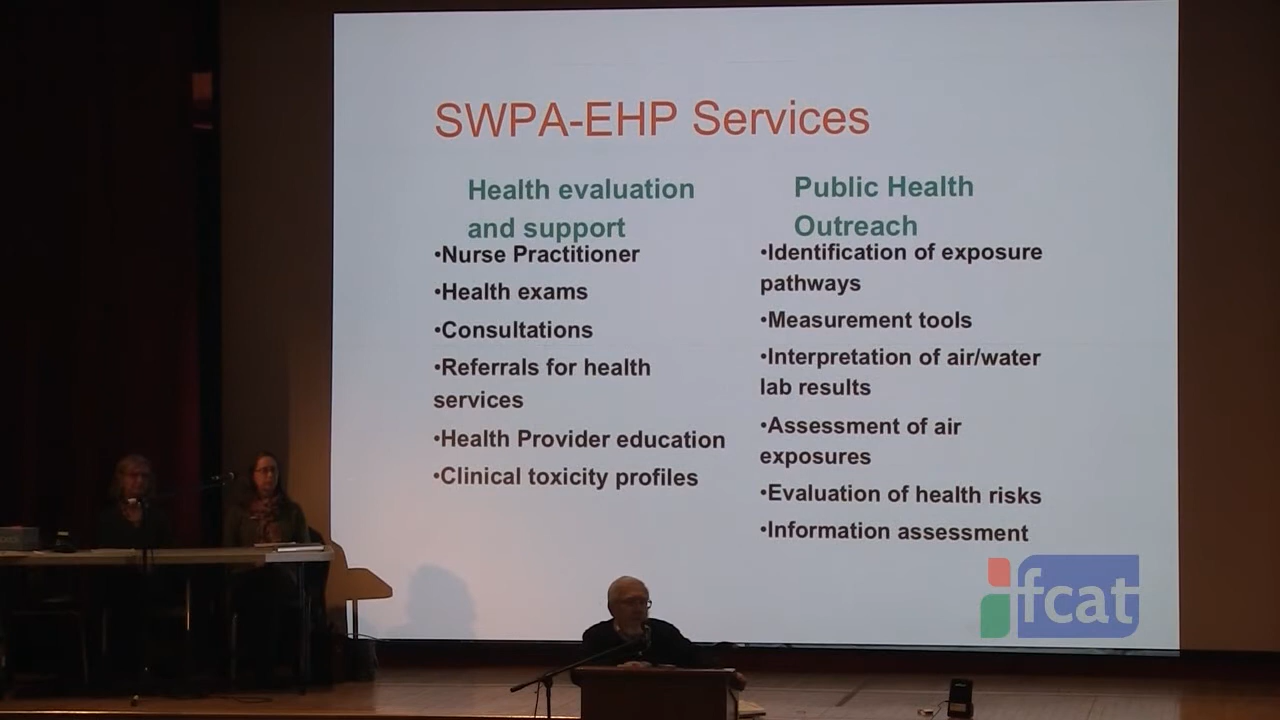 SWPA-EHP Services
Health evaluation
and support
•Nurse Practitioner
•Health exams
•Consultations
•Referrals for health
services
•Health Provider education
•Clinical toxicity profiles
Public Health
Outreach
•Identification of exposure
pathways
•Measurement tools
•Interpretation of air/water
lab results
•Assessment of air
exposures
•Evaluation of health risks
•Information assessment
fcat